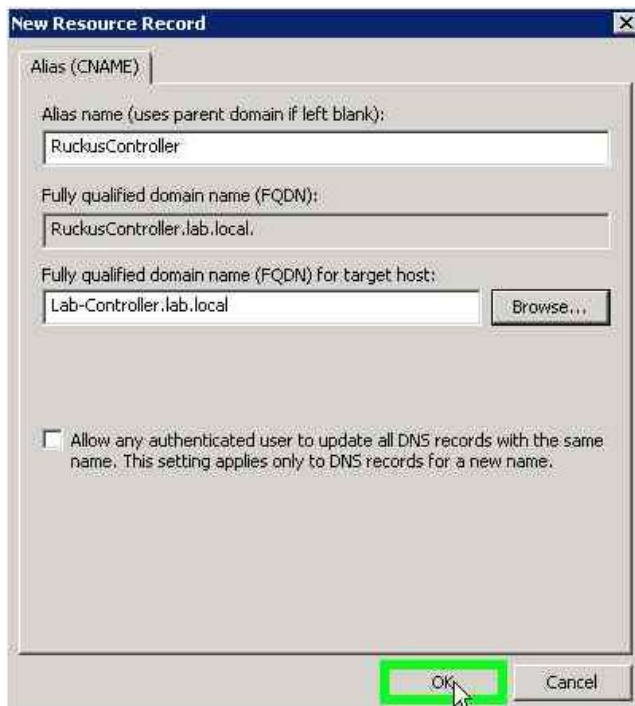 New Resource Record
Alias (CNAME)
Alias name (uses parent domain if left blank):
RuckusController
Fully qualified domain name (FQDN):
RuckusController.lab.local.
Fully qualified domain name (FQDN) for target host:
Lab-Controller.lab.local
Browse...
Allow any authenticated user to update all DNS records with the same
name. This setting applies only to DNS records for a new name.
OK
Cancel